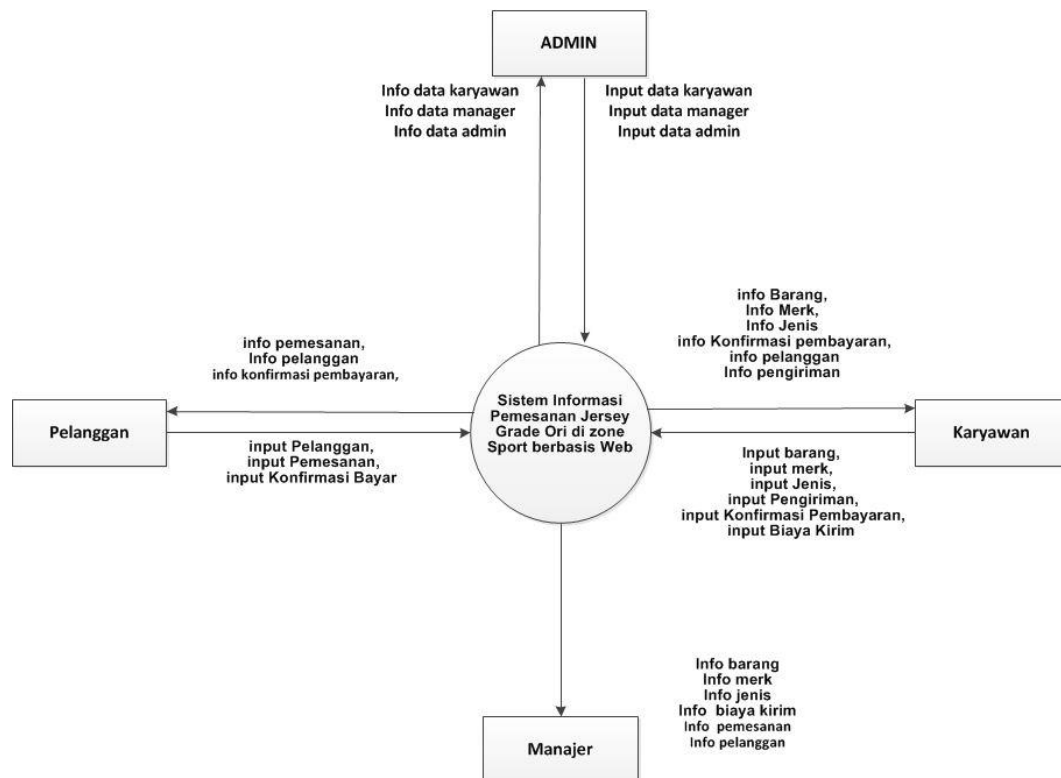 ADMIN
Info data karyawan
Info data manager
Info data admin
Input data karyawan
Input data manager
Input data admin
info Barang,
Info Merk,
Info Jenis
info Konfirmasi pembayaran,
info pelanggan
Info pengiriman
info pemesanan,
Info pelanggan
info konfirmasi pembayaran,
Sistem Informasi
Pemesanan Jersey
Grade Ori di zone
Sport berbasis Web
Pelanggan
Karyawan
input Pelanggan,
input Pemesanan,
input Konfirmasi Bayar
Input barang,
input merk,
input Jenis,
input Pengiriman,
input Konfirmasi Pembayaran,
input Biaya Kirim
Info barang
Info merk
Info jenis
Info biaya kirim
Info pemesanan
Info pelanggan
Manajer